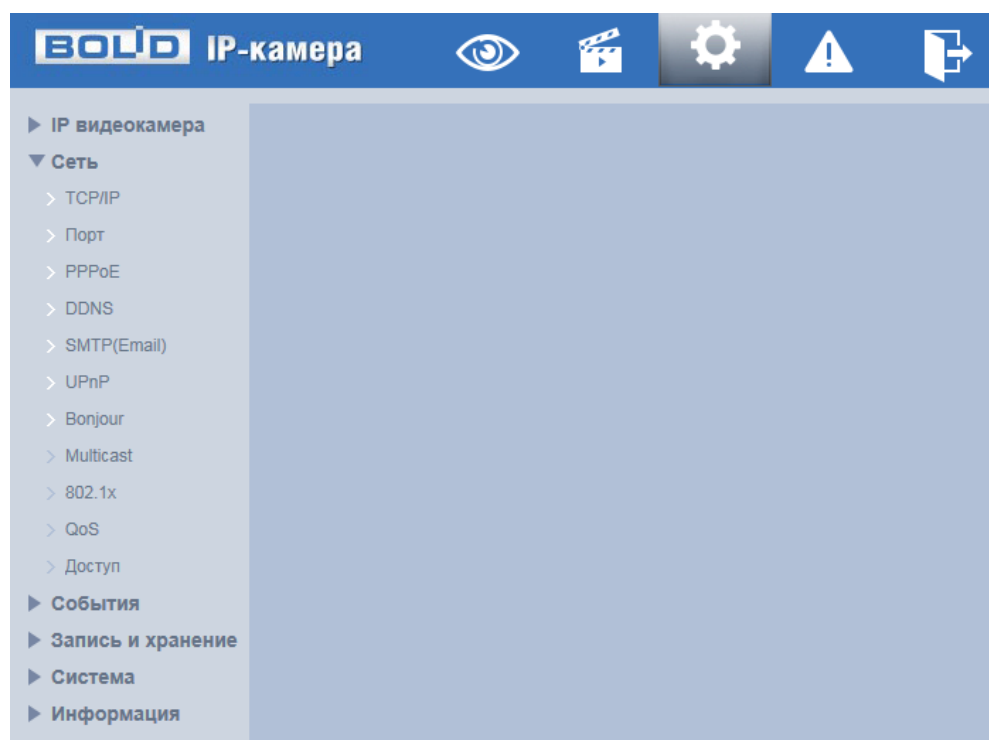 BOLID IP-камера
IP видеокамера
Сеть
TCP/IP
Порт
PPPoE
DDNS
SMTP(Email)
UPnP
Bonjour
Multicast
802.1x
QoS
Доступ
События
Запись и хранение
Система
Информация